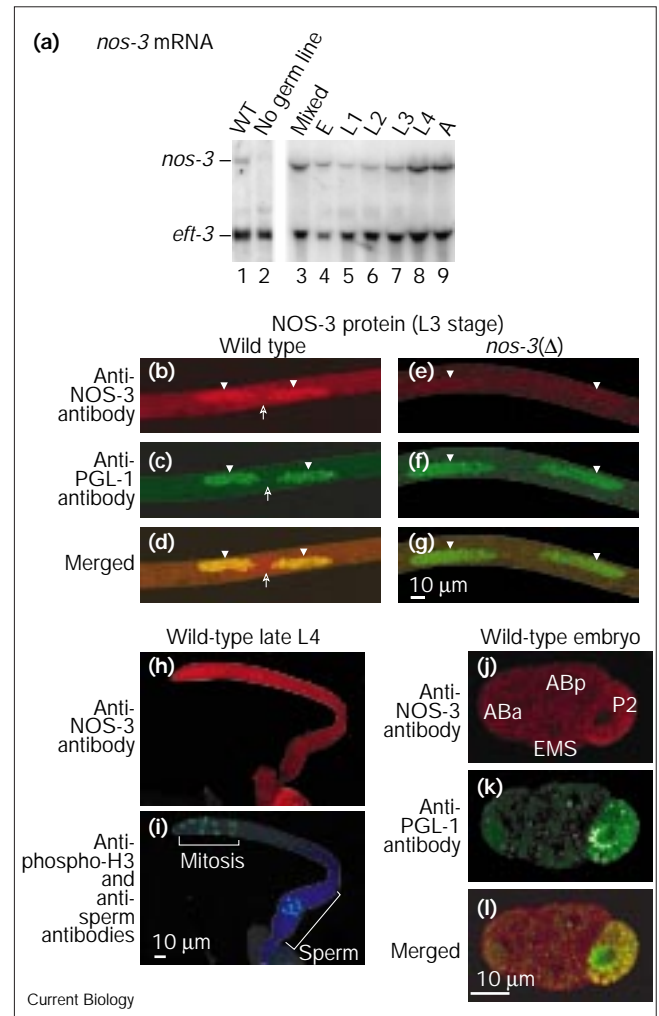 (a) nos-3 mRNA
WT
No germ line
Mixed
E
L1
L2
L3
L4
A
nos-3
eft-3
1 2 3 4 5 6 7 8 9
NOS-3 protein (L3 stage)
Wild type
nos-3(Δ)
Anti-
NOS-3
antibody
(b)
(e)
Anti-
PGL-1
antibody
(c)
(f)
Merged
(d)
(g)
10 μm
Wild-type late L4
Anti-
NOS-3
antibody
(h)
Anti-
phospho-H3
and
anti-
sperm
antibodies
(i)
Mitosis
Sperm
10 μm
Wild-type embryo
Anti-
NOS-3
antibody
(j)
ABp
ABa
P2
EMS
Anti-
PGL-1
antibody
(k)
Merged
(l)
10 μm
Current Biology